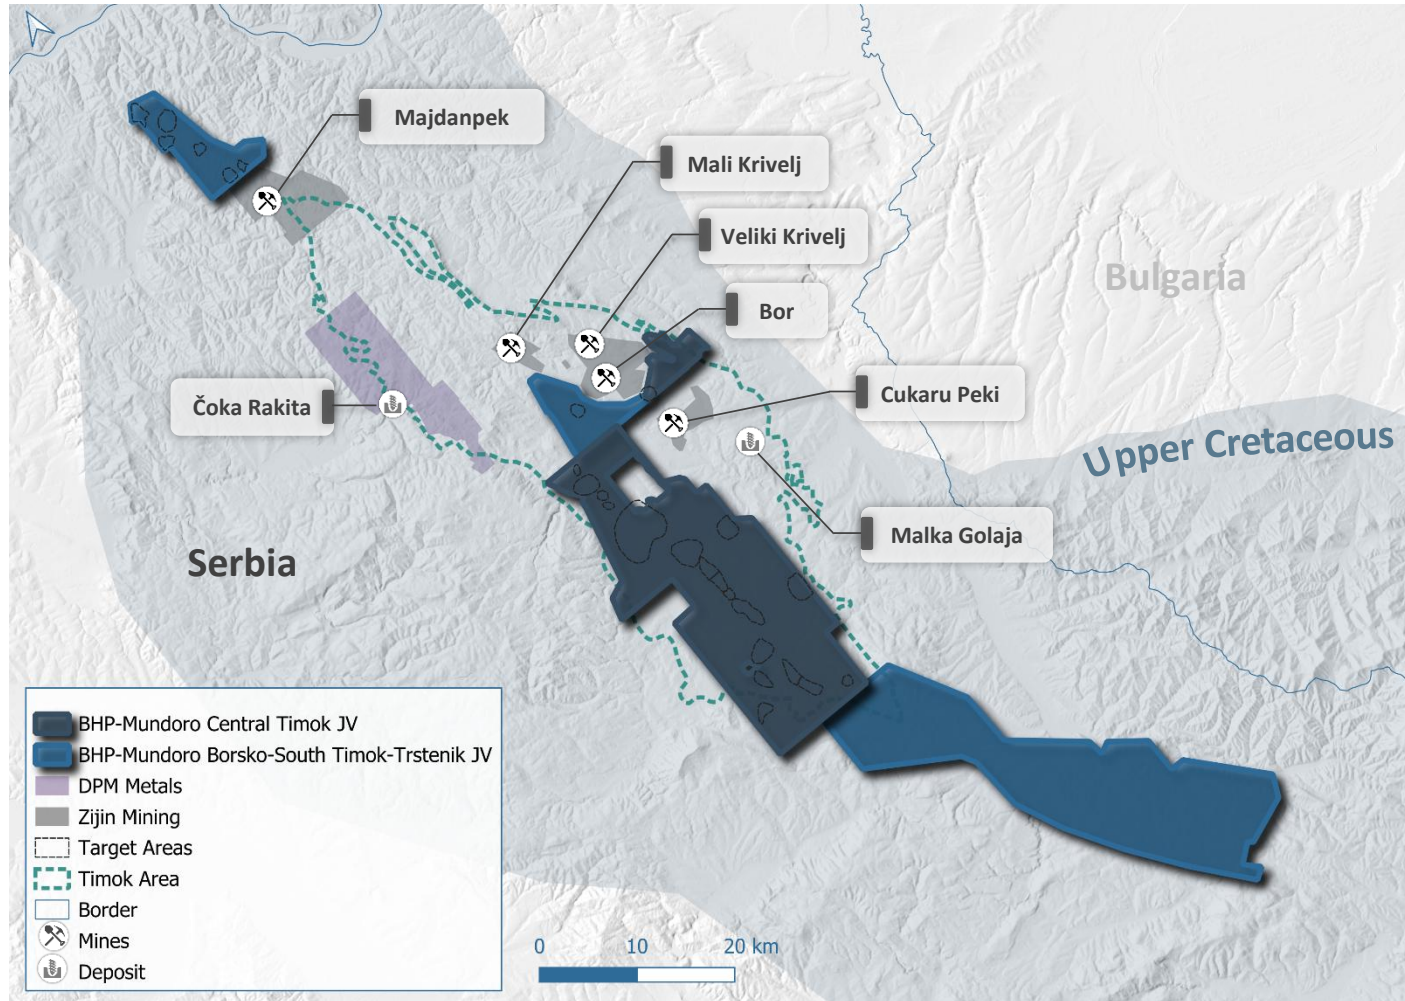 Majdanpek
Mali Krivelj
Veliki Krivelj
Bulgaria
Bor
Čoka Rakita
Cukaru Peki
Upper Cretaceous
Malka Golaja
Serbia
BHP-Mundoro Central Timok JV
BHP-Mundoro Borsko-South Timok-Trstenik JV
DPM Metals
Zijin Mining
Target Areas
Timok Area
Border
Mines
Deposit
0 10 20 km